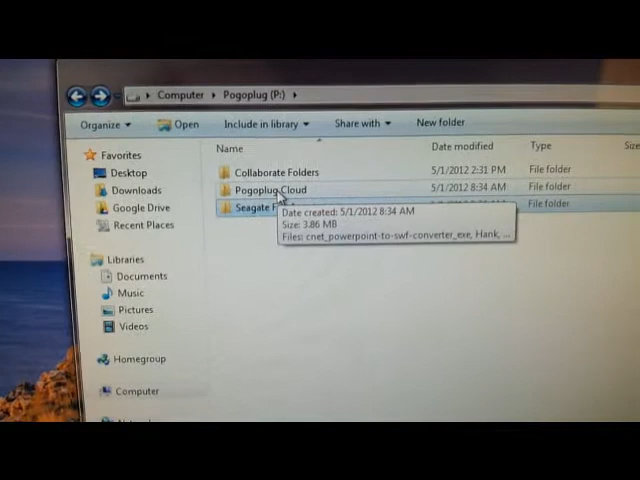 Computer Pogoplug (P:)
Organize Open Include in library Share with New folder
Favorites
Desktop
Downloads
Google Drive
Recent Places
Libraries
Documents
Music
Pictures
Videos
Homegroup
Computer
Name Date modified Type
Collaborate Folders 5/1/2012 2:31 PM File folder
Pogoplug Cloud 5/1/2012 8:34 AM File folder
Seagate File folder
Date created: 5/1/2012 8:34 AM
Size: 3.86 MB
Files: cnet_powerpoint-to-swf-converter_exe, Hank, ...